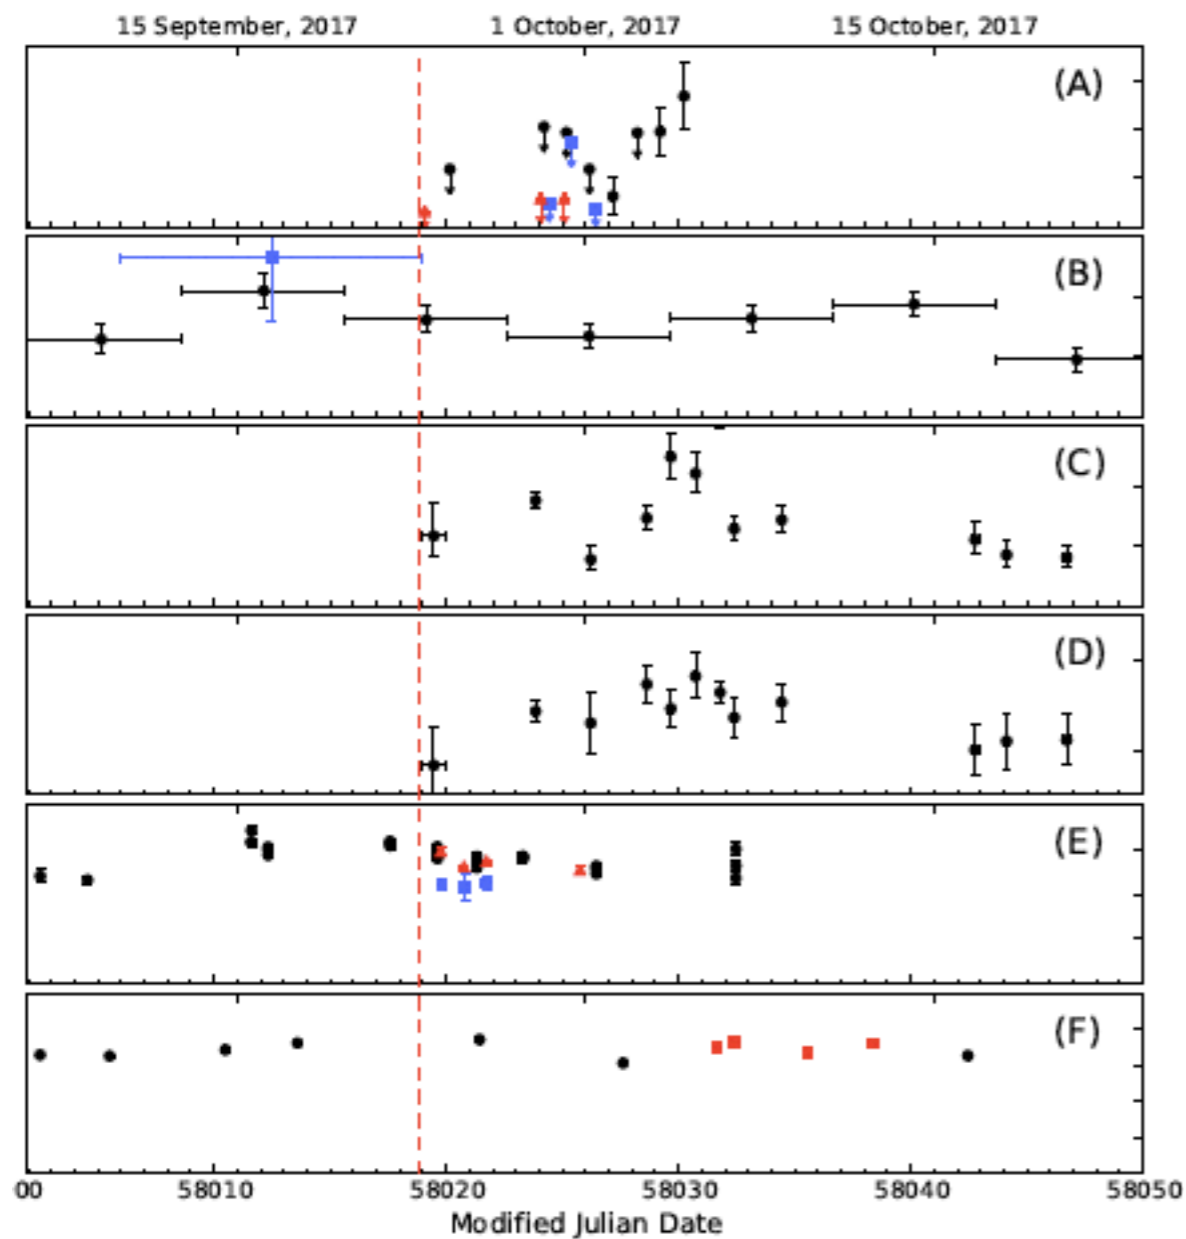 15 September, 2017 1 October, 2017 15 October, 2017
(A)
(B)
(C)
(D)
(E)
(F)
00 58010 58020 58030 58040 58050
Modified Julian Date